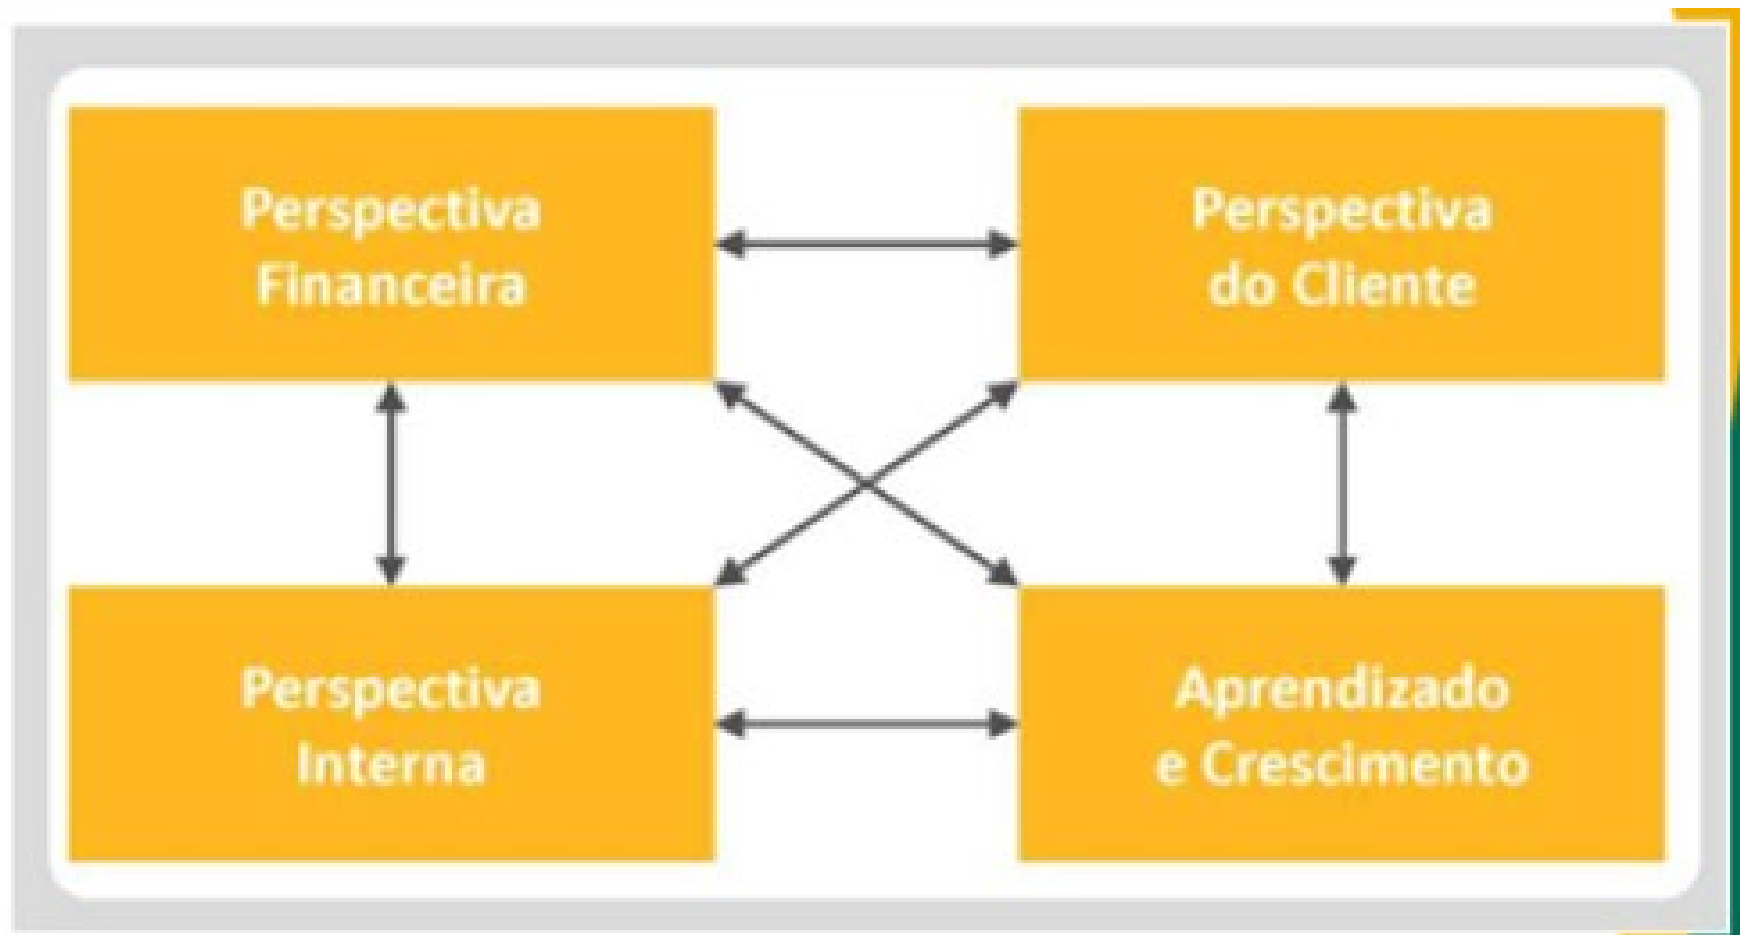 Perspectiva
Financeira
Perspectiva
do Cliente
Perspectiva
Interna
Aprendizado
e Crescimento